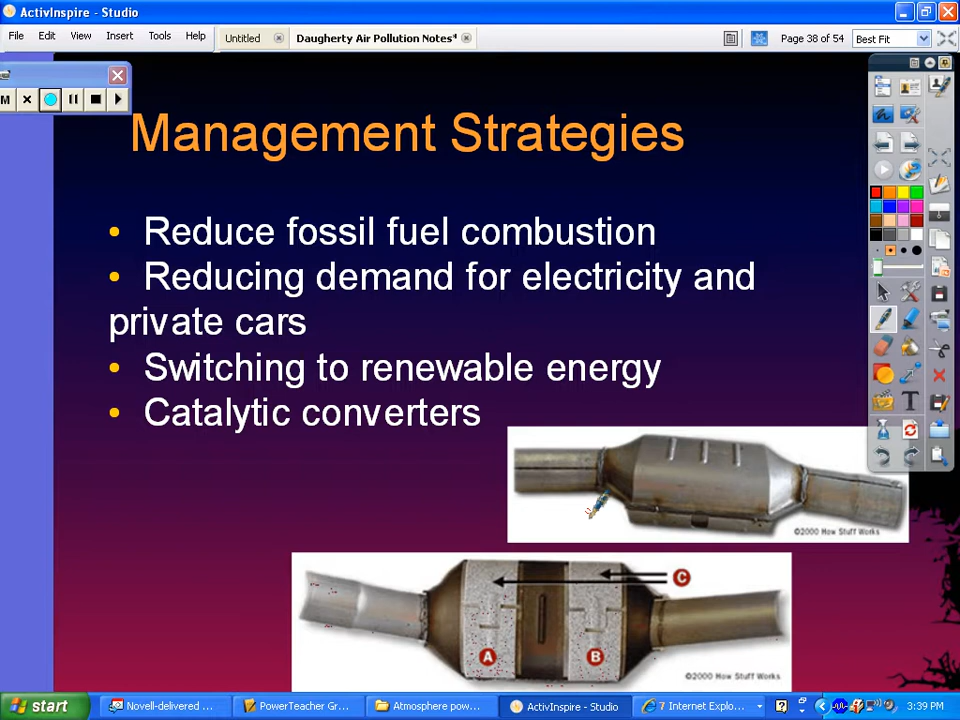 ActivInspire - Studio
File Edit View Insert Tools Help Untitled Daugherty Air Pollution Notes* Page 38 of 54 Best Fit
M
Management Strategies
• Reduce fossil fuel combustion
• Reducing demand for electricity and
private cars
• Switching to renewable energy
• Catalytic converters
©2000 How Stuff Works
C
A B
©2000 How Stuff Works
start Novell-delivered ... PowerTeacher Gr... Atmosphere pow... ActivInspire - Studio 7 Internet Explo... 3:39 PM